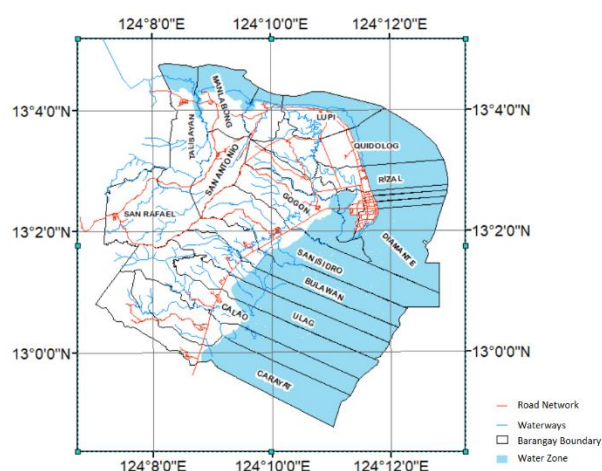 124°8'0"E 124°10'0"E 124°12'0"E
13°4'0"N 13°4'0"N
MANLABONG
TALISAYAN
LUPI
QUIDOLOG
SAN ANTONIO
RIZAL
GOGON
SAN RAFAEL
13°2'0"N 13°2'0"N
DIAMANTE
SANISIDRO
BULAWAN
CALAO
ULAG
13°0'0"N 13°0'0"N
CARAYAT
124°8'0"E 124°10'0"E 124°12'0"E
Road Network
Waterways
Barangay Boundary
Water Zone